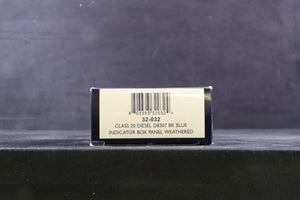 32-032
CLASS 20 DIESEL D8307 BR BLUE
INDICATOR BOX PANEL WEATHERED